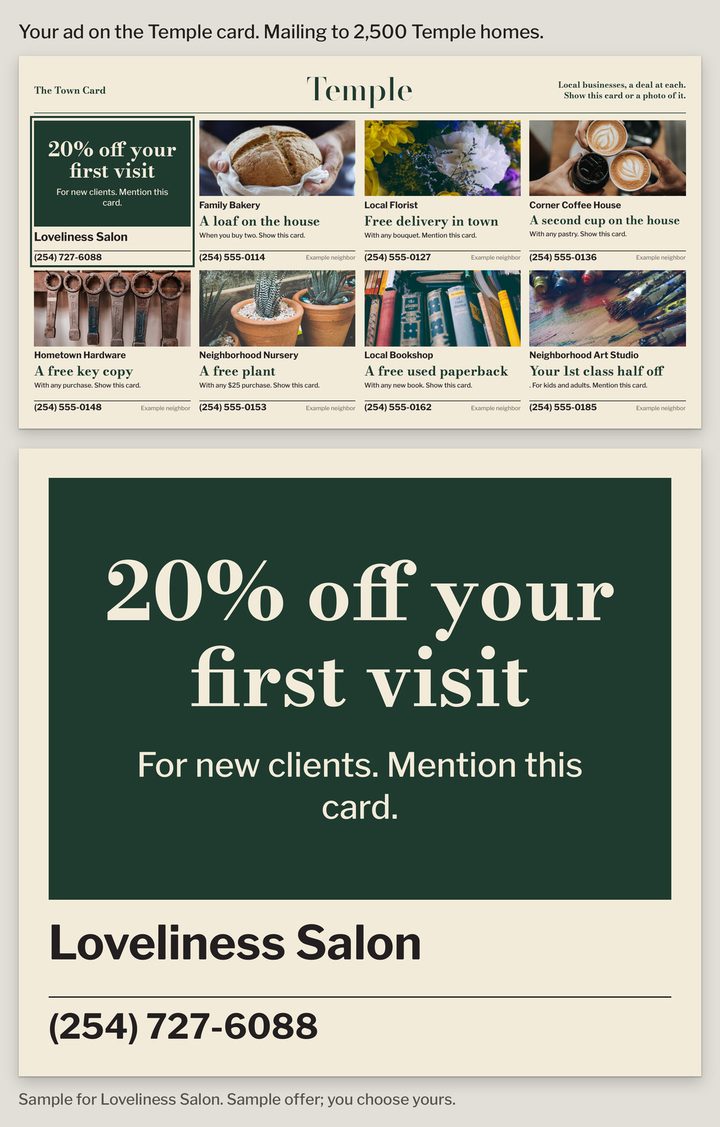 Your ad on the Temple card. Mailing to 2,500 Temple homes.
The Town Card
Temple
Local businesses, a deal at each.
Show this card or a photo of it.
20% off your
first visit
For new clients. Mention this
card.
Loveliness Salon
(254) 727-6088
Family Bakery
A loaf on the house
When you buy two. Show this card.
(254) 555-0114
Example neighbor
Local Florist
Free delivery in town
With any bouquet. Mention this card.
(254) 555-0127
Example neighbor
Corner Coffee House
A second cup on the house
With any pastry. Show this card.
(254) 555-0136
Example neighbor
Hometown Hardware
A free key copy
With any purchase. Show this card.
(254) 555-0148
Example neighbor
Neighborhood Nursery
A free plant
With any $25 purchase. Show this card.
(254) 555-0153
Example neighbor
Local Bookshop
A free used paperback
With any new book. Show this card.
(254) 555-0162
Example neighbor
Neighborhood Art Studio
Your 1st class half off
. For kids and adults. Mention this card.
(254) 555-0185
Example neighbor
20% off your
first visit
For new clients. Mention this
card.
Loveliness Salon
(254) 727-6088
Sample for Loveliness Salon. Sample offer; you choose yours.